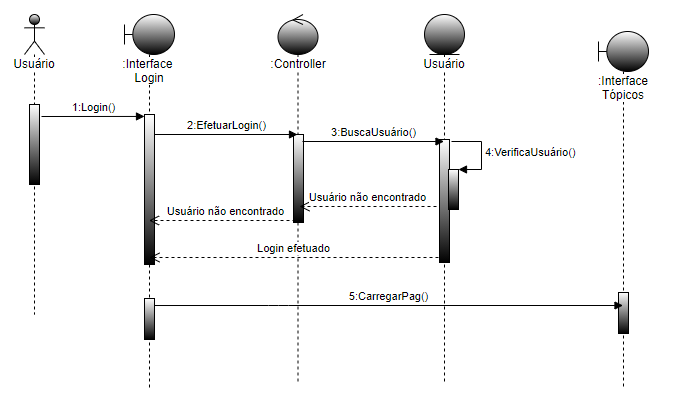 Usuário
:Interface
Login
:Controller
Usuário
:Interface
Tópicos
1:Login()
2:EfetuarLogin()
3:BuscaUsuário()
4:VerificaUsuário()
Usuário não encontrado
Usuário não encontrado
Login efetuado
5:CarregarPag()